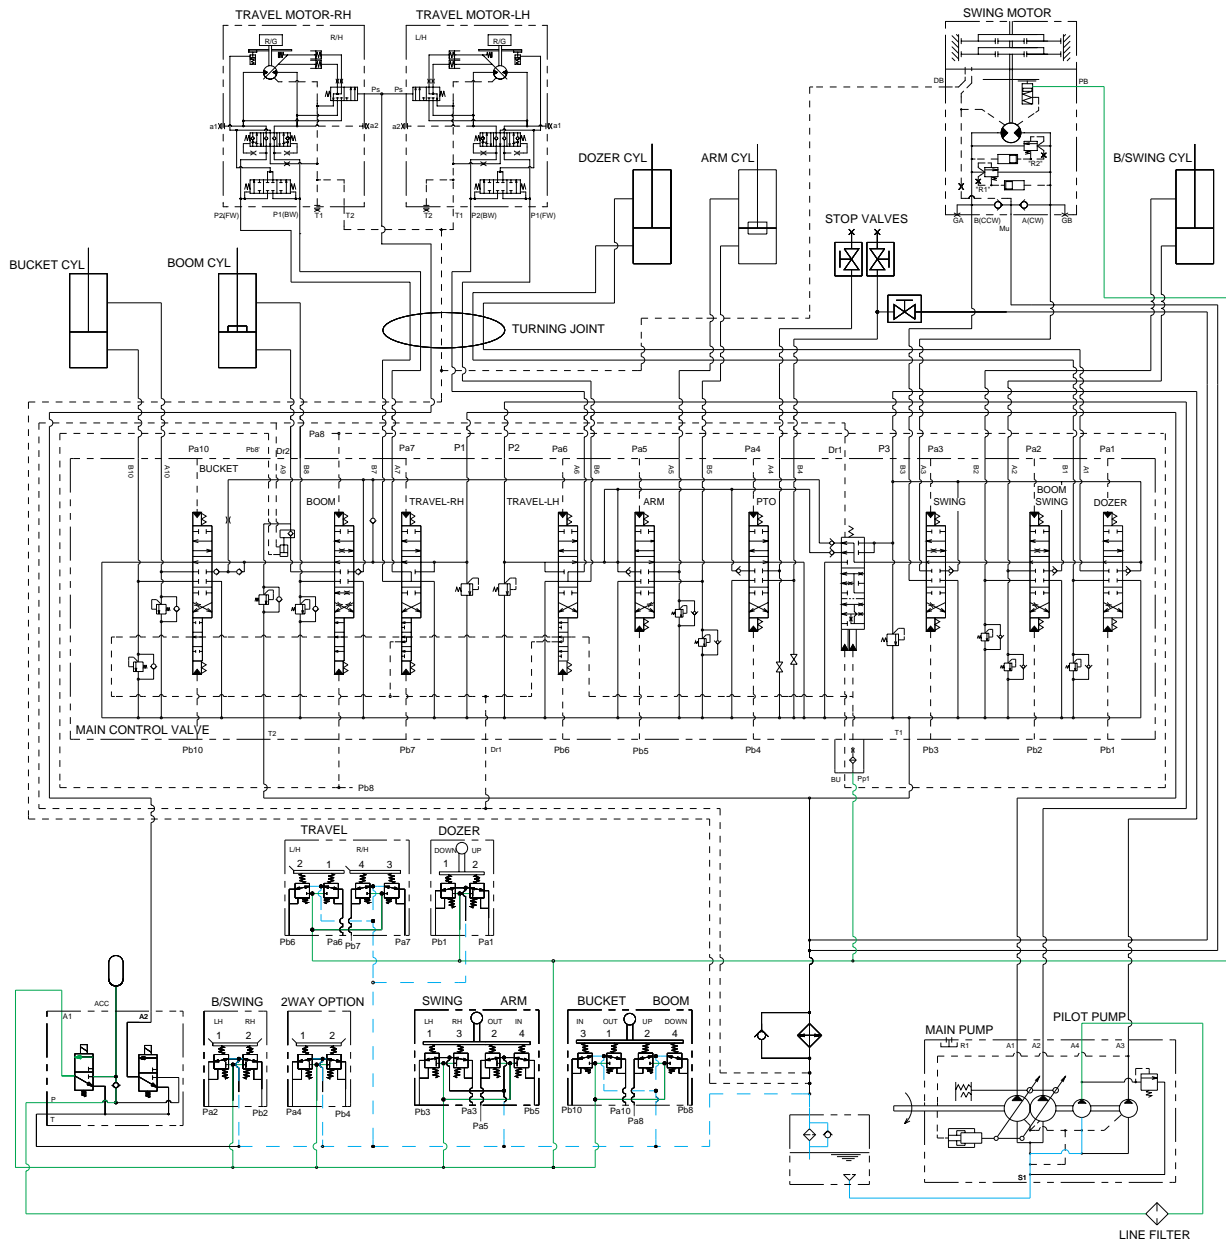 TRAVEL MOTOR-RH
TRAVEL MOTOR-LH
SWING MOTOR
R/G
R/H
L/H
R/G
DB
PB
Ps
Ps
a1
a2
a2
a1
"R2"
"R1"
DOZER CYL
ARM CYL
B/SWING CYL
P2(FW)
P1(BW)
T1
T2
T2
T1
P2(BW)
P1(FW)
GA
B(CCW)
Mu
A(CW)
GB
STOP VALVES
BUCKET CYL
BOOM CYL
TURNING JOINT
Pa10
Pb8'
Dr2
Pa8
Pa7
P1
P2
Pa6
Pa5
Pa4
Dr1
P3
Pa3
Pa2
Pa1
B10
A10
A9
B8
B7
A7
A6
B6
A5
B5
A4
B4
B3
A3
B2
A2
B1
A1
BUCKET
BOOM
TRAVEL-RH
TRAVEL-LH
ARM
PTO
SWING
BOOM
SWING
DOZER
MAIN CONTROL VALVE
T2
T1
Pb10
Pb7
Dr1
Pb6
Pb5
Pb4
Pb3
Pb2
Pb1
BU
Pp1
Pb8
TRAVEL
DOZER
L/H
R/H
2
1
4
3
DOWN
UP
1
2
Pb6
Pa6
Pb7
Pa7
Pb1
Pa1
ACC
A1
A2
P
T
B/SWING
LH
RH
1
2
Pa2
Pb2
2WAY OPTION
1
2
Pa4
Pb4
SWING
ARM
LH
RH
OUT
IN
1
3
2
4
Pb3
Pa3
Pa5
Pb5
BUCKET
BOOM
IN
OUT
UP
DOWN
3
1
2
4
Pb10
Pa10
Pa8
Pb8
MAIN PUMP
PILOT PUMP
R1
A1
A2
A4
A3
S1
LINE FILTER